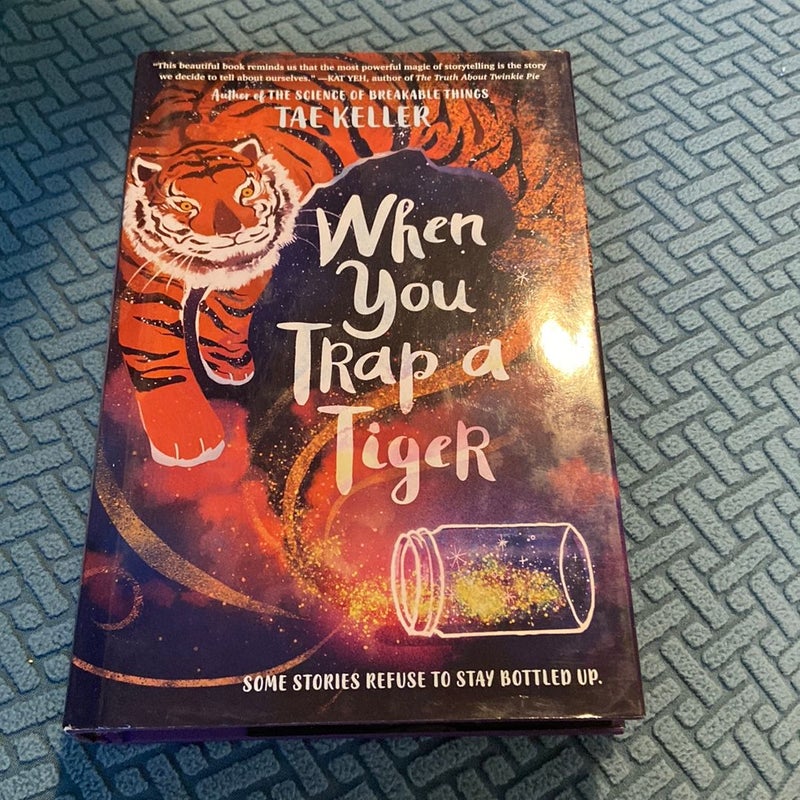 "This beautiful book reminds us that the most powerful magic of storytelling is the story
we decide to tell about ourselves." —KAT YEH, author of The Truth About Twinkie Pie
Author of THE SCIENCE OF BREAKABLE THINGS
TAE KELLER
When
You
TRap a
TigeR
SOME STORIES REFUSE TO STAY BOTTLED UP.